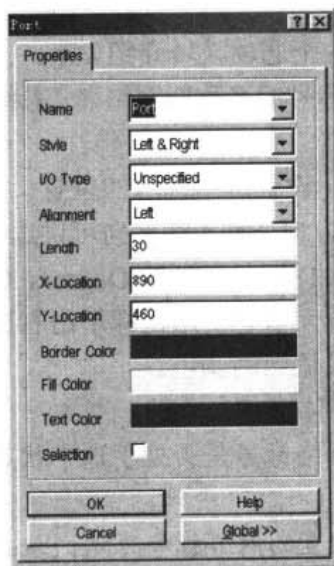 Port
Properties
Name Port
Style Left & Right
I/O Type Unspecified
Alignment Left
Length 30
X-Location 890
Y-Location 460
Border Color
Fill Color
Text Color
Selection
OK Help
Cancel Global >>